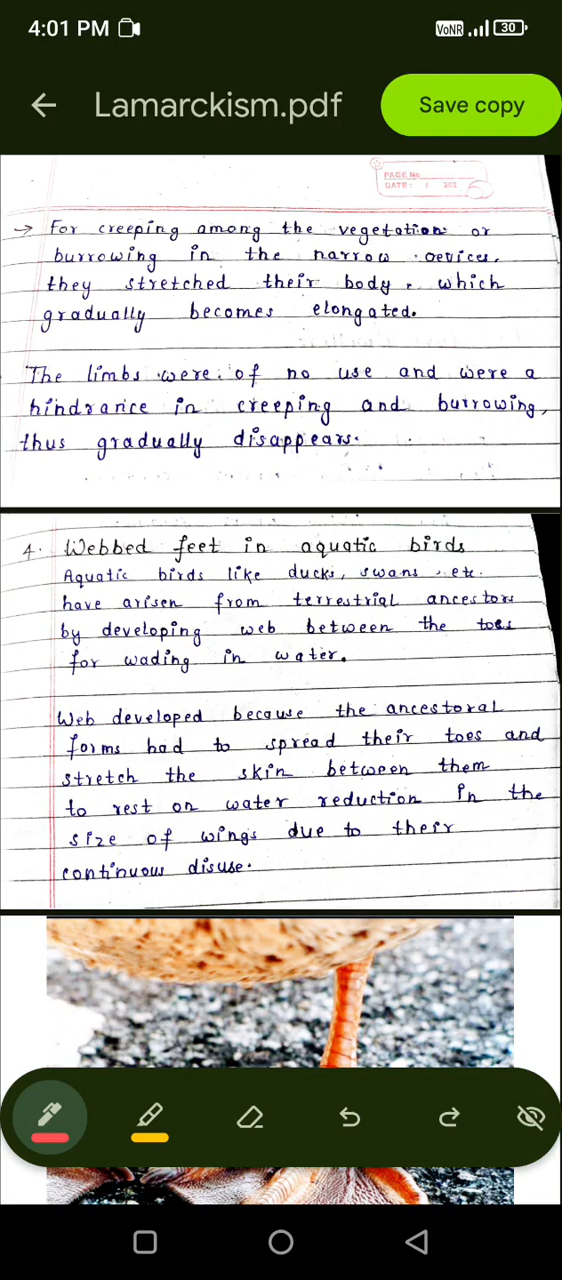 4:01 PM
VoNR
30
Lamarckism.pdf
Save copy
PAGE No
DATE: / 202
→ For creeping among the vegetation or
burrowing in the narrow crevices,
they stretched their body, which
gradually becomes elongated.
The limbs were of no use and were a
hindrance in creeping and burrowing,
thus gradually disappears.
4. Webbed feet in aquatic birds
Aquatic birds like ducks, swans, etc.
have arisen from terrestrial ancestors
by developing web between the toes
for wading in water.
Web developed because the ancestoral
forms had to spread their toes and
stretch the skin between them
to rest on water reduction in the
size of wings due to their
continuous disuse.